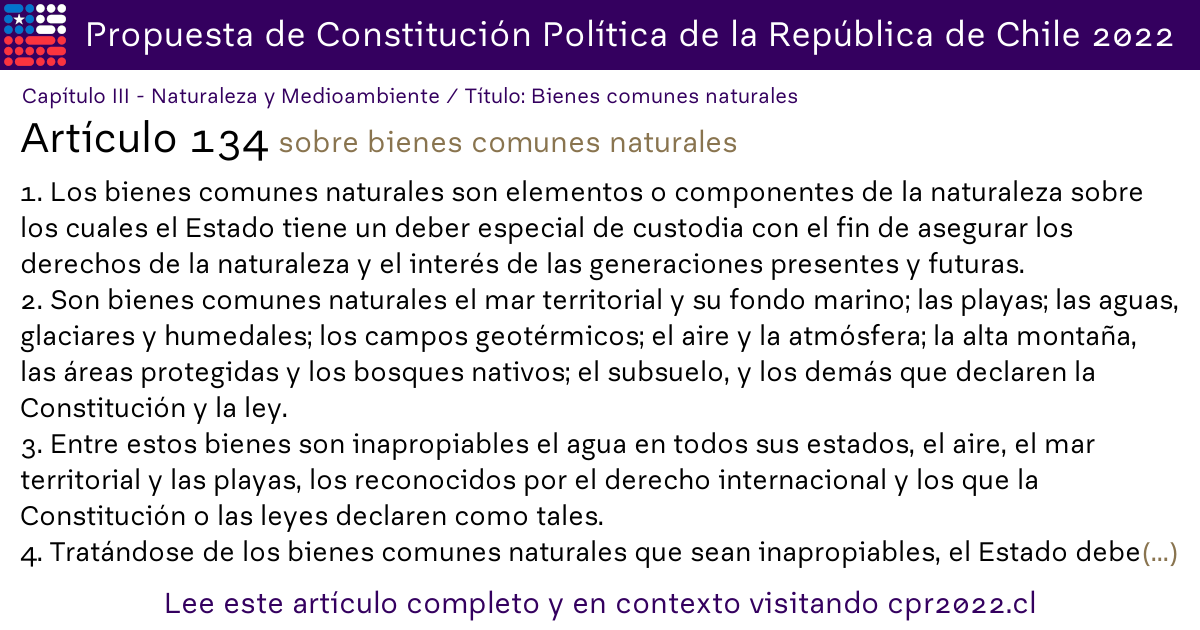 Propuesta de Constitución Política de la República de Chile 2022
Capítulo III - Naturaleza y Medioambiente / Título: Bienes comunes naturales
Artículo 134 sobre bienes comunes naturales
1. Los bienes comunes naturales son elementos o componentes de la naturaleza sobre
los cuales el Estado tiene un deber especial de custodia con el fin de asegurar los
derechos de la naturaleza y el interés de las generaciones presentes y futuras.
2. Son bienes comunes naturales el mar territorial y su fondo marino; las playas; las aguas,
glaciares y humedales; los campos geotérmicos; el aire y la atmósfera; la alta montaña,
las áreas protegidas y los bosques nativos; el subsuelo, y los demás que declaren la
Constitución y la ley.
3. Entre estos bienes son inapropiables el agua en todos sus estados, el aire, el mar
territorial y las playas, los reconocidos por el derecho internacional y los que la
Constitución o las leyes declaren como tales.
4. Tratándose de los bienes comunes naturales que sean inapropiables, el Estado debe(...)
Lee este artículo completo y en contexto visitando cpr2022.cl